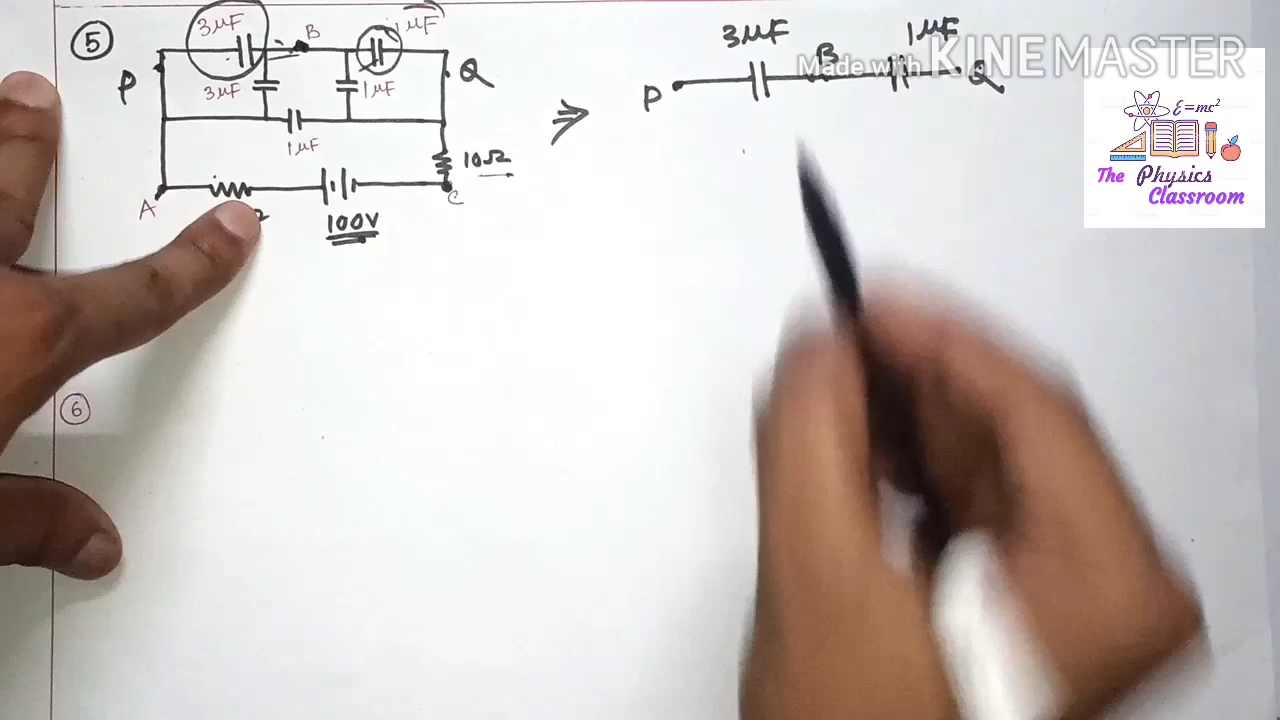 5
3μF
B
1μF
P
3μF
1μF
Q
1μF
10Ω
A
100V
C
6
3μF
B
1μF
P
Q
Made with KINEMASTER
E=mc²
The Physics
Classroom